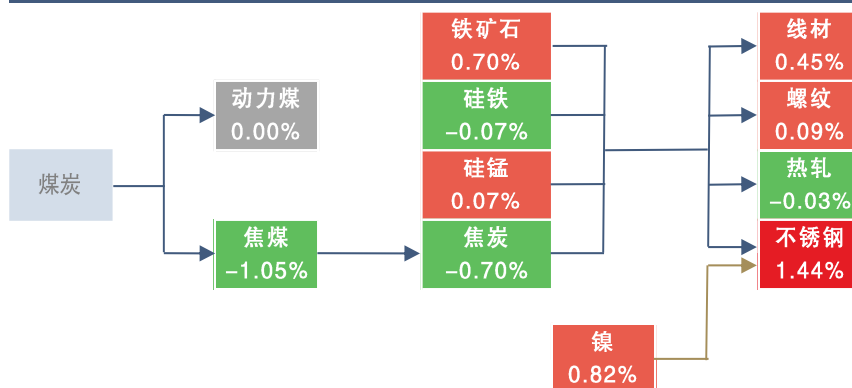 铁矿石
0.70%
线材
0.45%
动力煤
0.00%
硅铁
-0.07%
螺纹
0.09%
煤炭
硅锰
0.07%
热轧
-0.03%
焦煤
-1.05%
焦炭
-0.70%
不锈钢
1.44%
镍
0.82%